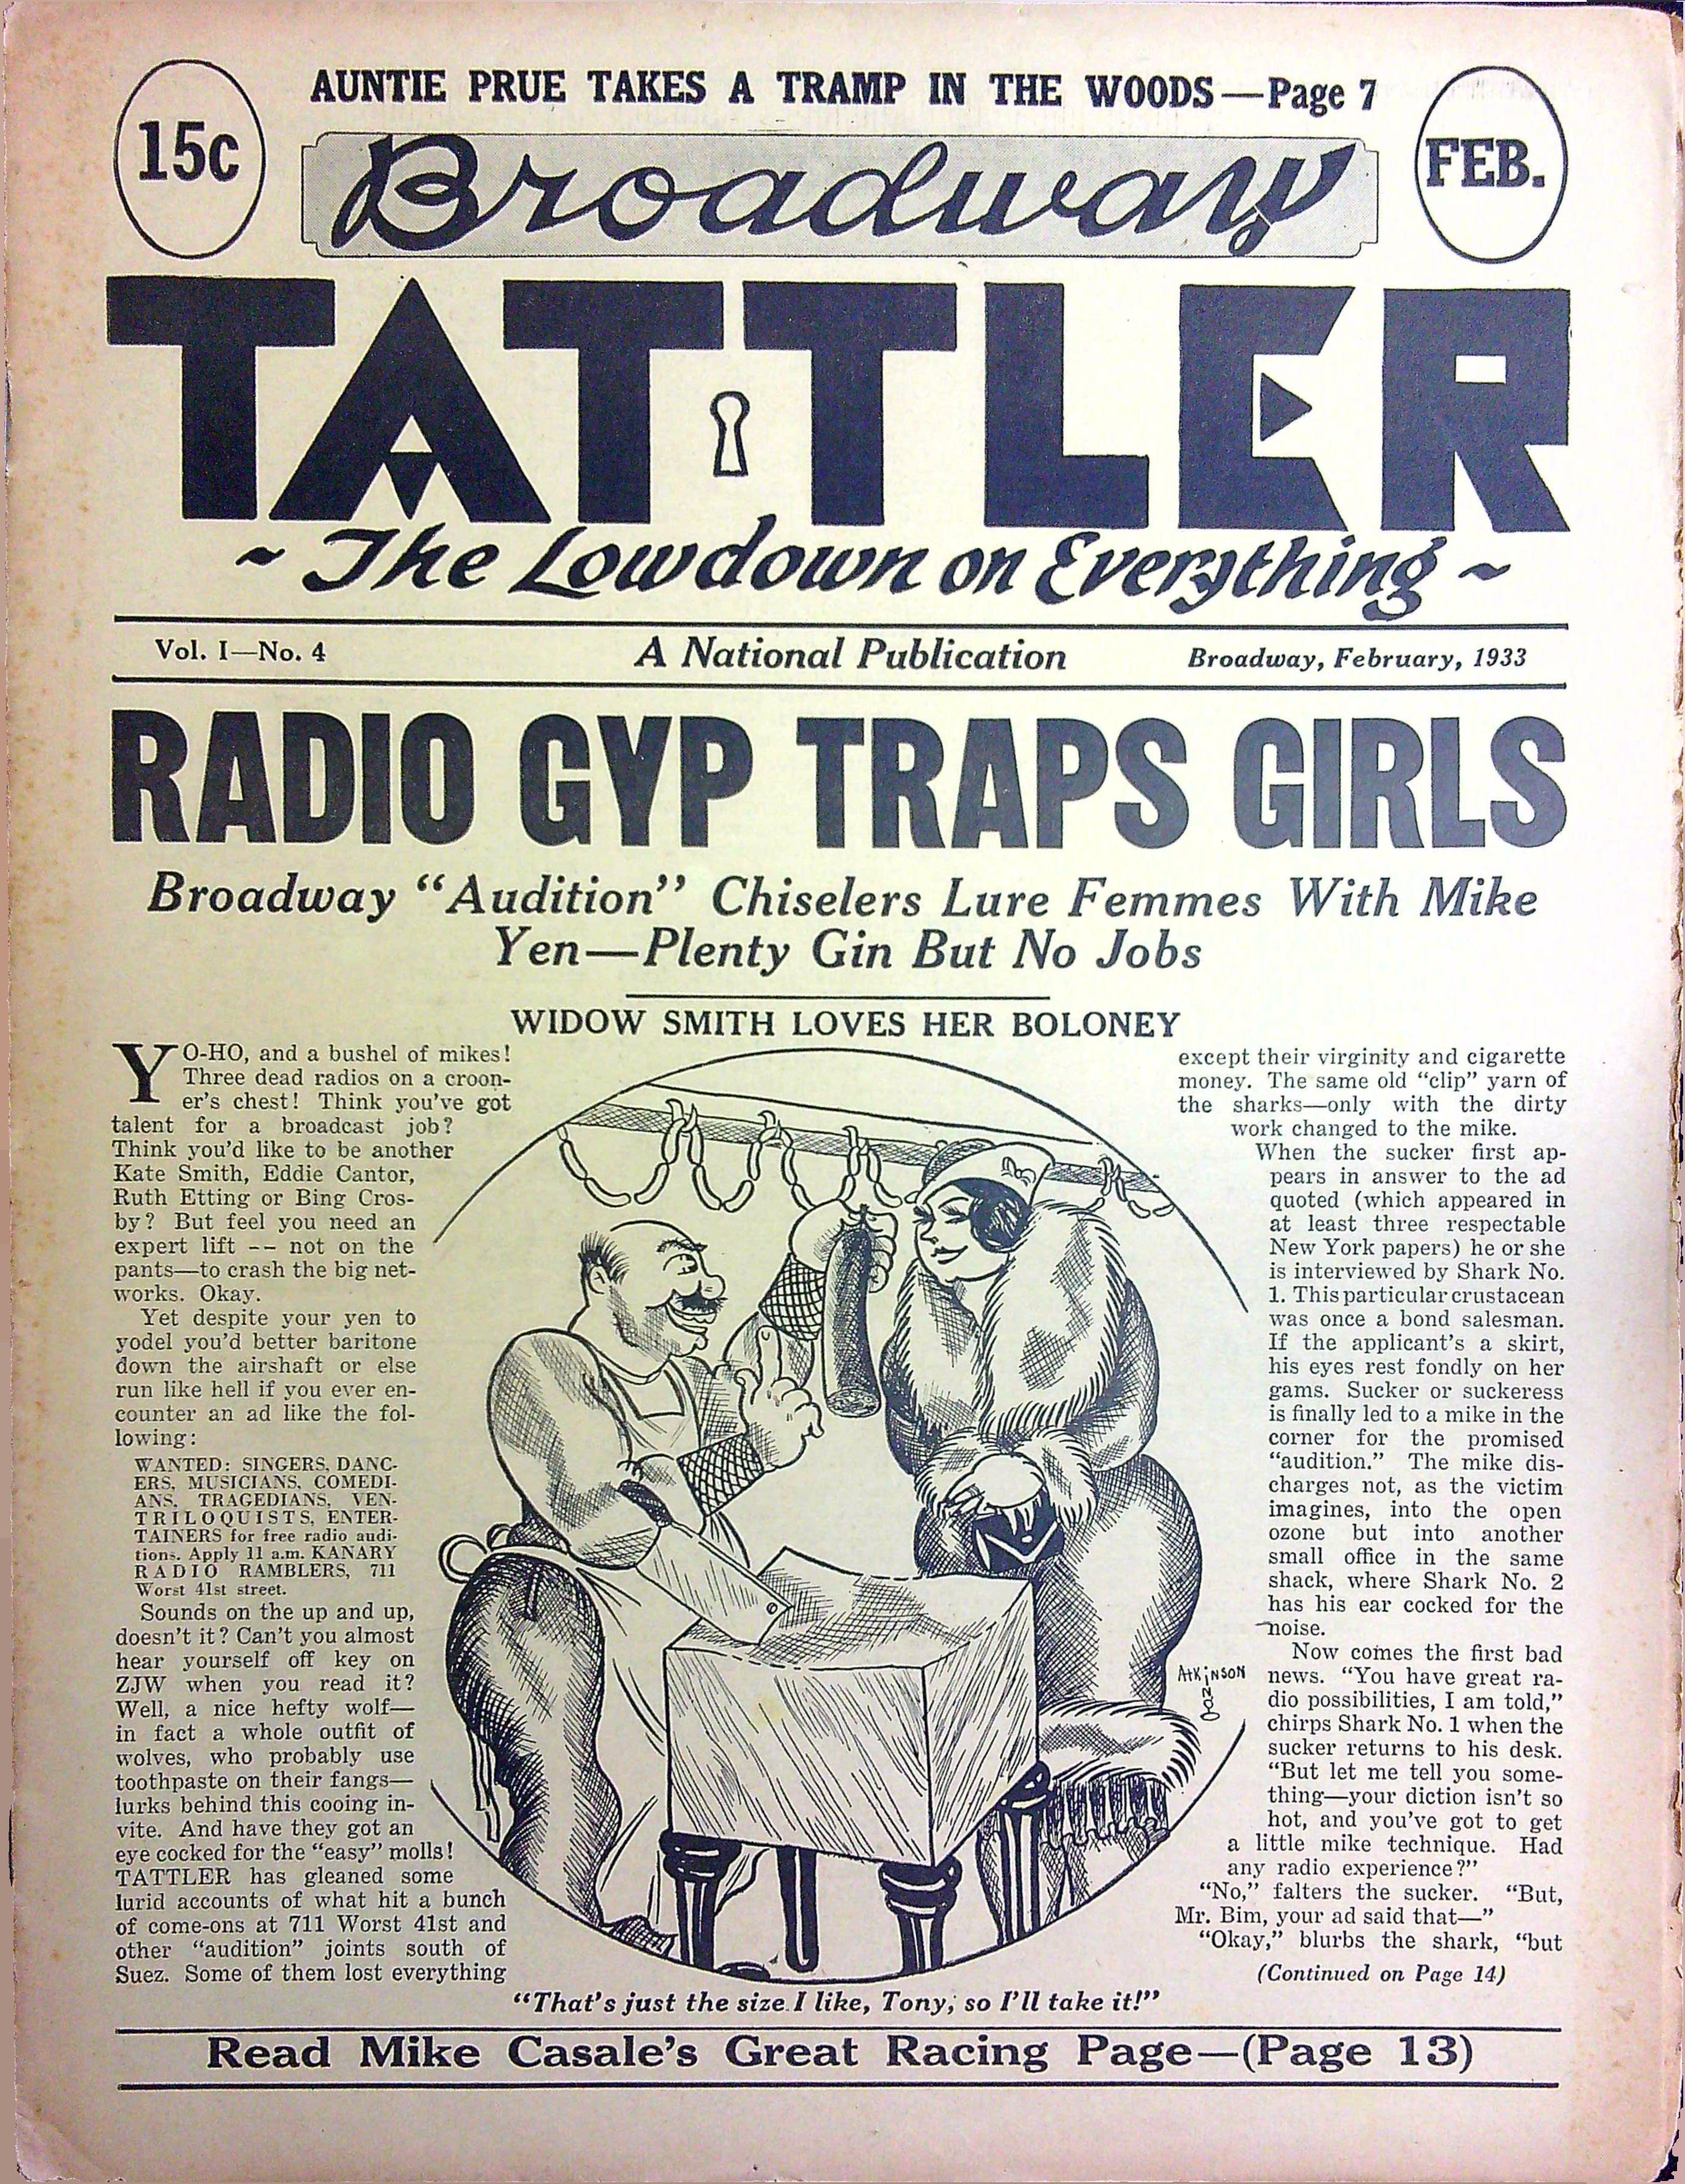 AUNTIE PRUE TAKES A TRAMP IN THE WOODS—Page 7
15c
FEB.
Broadway
TATTLER
~ The Lowdown on Everything ~
Vol. I—No. 4
A National Publication
Broadway, February, 1933
RADIO GYP TRAPS GIRLS
Broadway “Audition” Chiselers Lure Femmes With Mike
Yen—Plenty Gin But No Jobs
WIDOW SMITH LOVES HER BOLONEY
YO-HO, and a bushel of mikes!
Three dead radios on a croon-
er's chest! Think you've got
talent for a broadcast job?
Think you'd like to be another
Kate Smith, Eddie Cantor,
Ruth Etting or Bing Cros-
by? But feel you need an
expert lift -- not on the
pants—to crash the big net-
works. Okay.
Yet despite your yen to
yodel you'd better baritone
down the airshaft or else
run like hell if you ever en-
counter an ad like the fol-
lowing:
WANTED: SINGERS, DANC-
ERS, MUSICIANS, COMEDI-
ANS, TRAGEDIANS, VEN-
TRILOQUISTS, ENTER-
TAINERS for free radio audi-
tions. Apply 11 a.m. KANARY
RADIO RAMBLERS, 711
Worst 41st street.
Sounds on the up and up,
doesn't it? Can't you almost
hear yourself off key on
ZJW when you read it?
Well, a nice hefty wolf—
in fact a whole outfit of
wolves, who probably use
toothpaste on their fangs—
lurks behind this cooing in-
vite. And have they got an
eye cocked for the “easy” molls!
TATTLER has gleaned some
lurid accounts of what hit a bunch
of come-ons at 711 Worst 41st and
other “audition” joints south of
Suez. Some of them lost everything
except their virginity and cigarette
money. The same old “clip” yarn of
the sharks—only with the dirty
work changed to the mike.
When the sucker first ap-
pears in answer to the ad
quoted (which appeared in
at least three respectable
New York papers) he or she
is interviewed by Shark No.
1. This particular crustacean
was once a bond salesman.
If the applicant's a skirt,
his eyes rest fondly on her
gams. Sucker or suckeress
is finally led to a mike in the
corner for the promised
“audition.” The mike dis-
charges not, as the victim
imagines, into the open
ozone but into another
small office in the same
shack, where Shark No. 2
has his ear cocked for the
noise.
Now comes the first bad
news. “You have great ra-
dio possibilities, I am told,”
chirps Shark No. 1 when the
sucker returns to his desk.
“But let me tell you some-
thing—your diction isn't so
hot, and you've got to get
a little mike technique. Had
any radio experience?”
“No,” falters the sucker. “But,
Mr. Bim, your ad said that—”
“Okay,” blurbs the shark, “but
(Continued on Page 14)
ATKiNSON
“That's just the size I like, Tony, so I'll take it!”
Read Mike Casale's Great Racing Page—(Page 13)